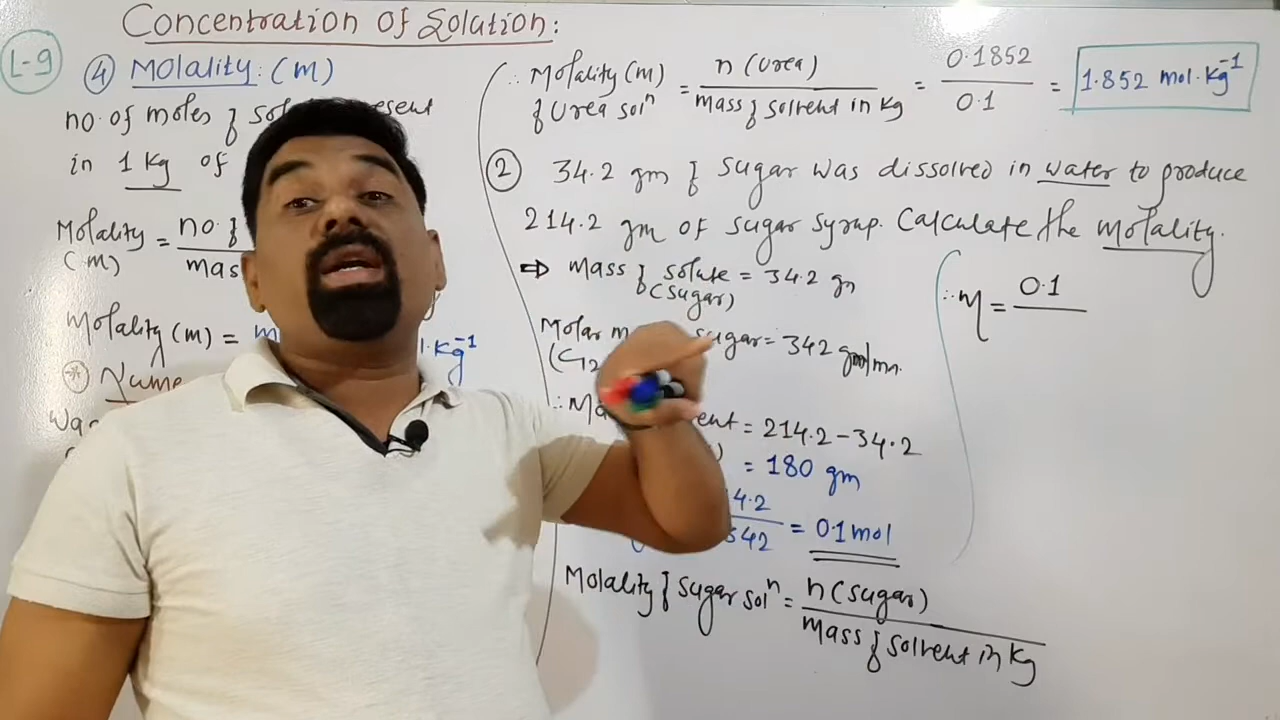 Concentration Of Solution:
L-9
④ Molality: (m)
no. of moles of
in 1 Kg of
Molality = no. of
(m) mas
Molality (m) = m
l.kg⁻¹
* Nume
Was
∴ Molality (m) = n (Urea) / mass of solvent in kg = 0.1852 / 0.1 = 1.852 mol.kg⁻¹
of Urea solⁿ
② 34.2 gm of sugar was dissolved in water to produce
214.2 gm of sugar syrup. Calculate the molality.
⇒ mass of solute = 34.2 gm
(sugar)
Molar m sugar = 342
(C12
∴ Ma ent = 214.2 - 34.2
= 180 gm
4.2 / 342 = 0.1 mol
Molality of sugar solⁿ = n (sugar) / Mass of solvent in Kg
∴ m = 0.1